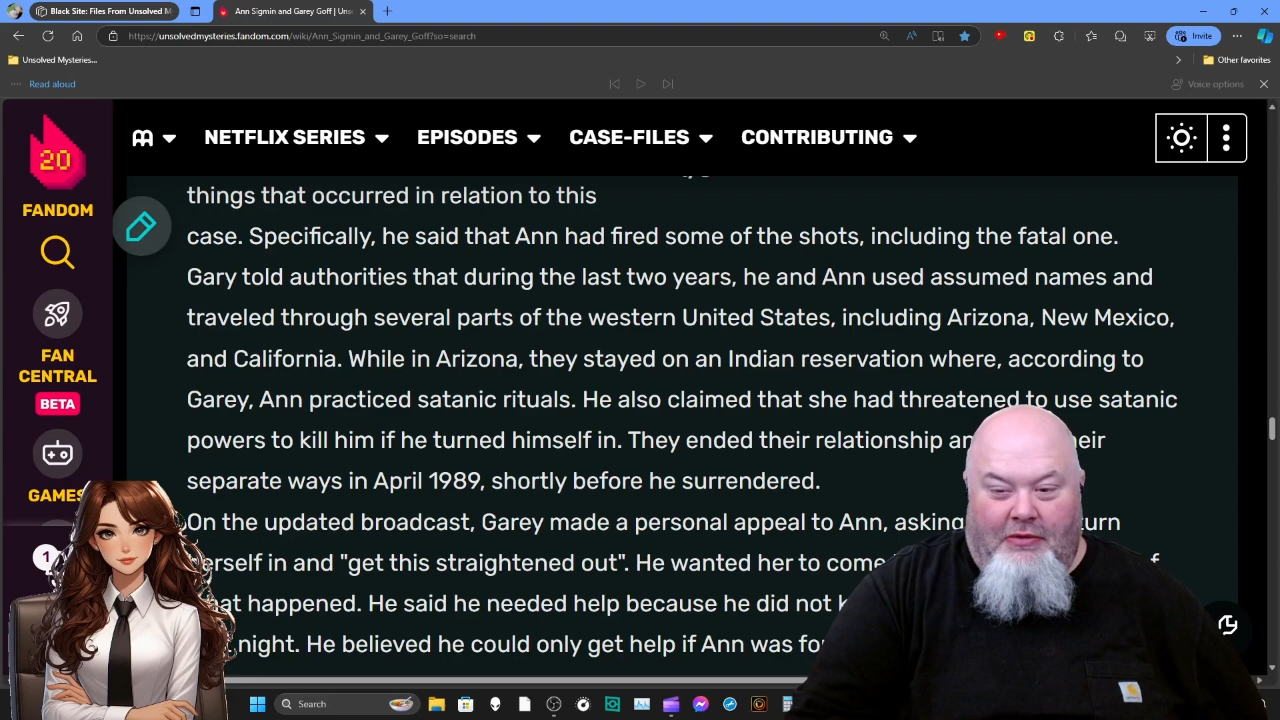 Black Site: Files From Unsolved M
Ann Sigmin and Garey Goff | Uns
https://unsolvedmysteries.fandom.com/wiki/Ann_Sigmin_and_Garey_Goff?so=search
Invite
Unsolved Mysteries...
Other favorites
Read aloud
Voice options
20
FANDOM
FAN CENTRAL
BETA
GAMES
1
NETFLIX SERIES
EPISODES
CASE-FILES
CONTRIBUTING
things that occurred in relation to this
case. Specifically, he said that Ann had fired some of the shots, including the fatal one.
Gary told authorities that during the last two years, he and Ann used assumed names and
traveled through several parts of the western United States, including Arizona, New Mexico,
and California. While in Arizona, they stayed on an Indian reservation where, according to
Garey, Ann practiced satanic rituals. He also claimed that she had threatened to use satanic
powers to kill him if he turned himself in. They ended their relationship an heir
separate ways in April 1989, shortly before he surrendered.
On the updated broadcast, Garey made a personal appeal to Ann, asking urn
erself in and "get this straightened out". He wanted her to come f
at happened. He said he needed help because he did not k
night. He believed he could only get help if Ann was fo
Search